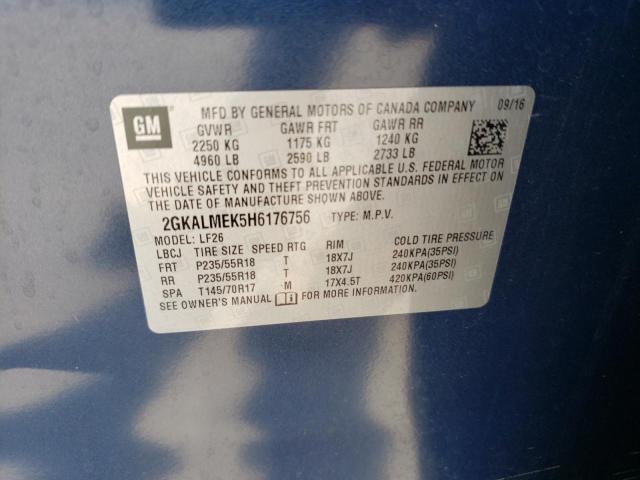 GM
MFD BY GENERAL MOTORS OF CANADA COMPANY 09/16
GVWR GAWR FRT GAWR RR
2250 KG 1175 KG 1240 KG
4960 LB 2590 LB 2733 LB
THIS VEHICLE CONFORMS TO ALL APPLICABLE U.S. FEDERAL MOTOR
VEHICLE SAFETY AND THEFT PREVENTION STANDARDS IN EFFECT
ON THE DATE OF MANUFACTURE SHOWN ABOVE.
2GKALMEK5H6176756 TYPE: M.P.V.
MODEL: LF26
LBCJ TIRE SIZE SPEED RTG RIM COLD TIRE PRESSURE
FRT P235/55R18 T 18X7J 240KPA(35PSI)
RR P235/55R18 T 18X7J 240KPA(35PSI)
SPA T145/70R17 M 17X4.5T 420KPA(60PSI)
SEE OWNER'S MANUAL FOR MORE INFORMATION.